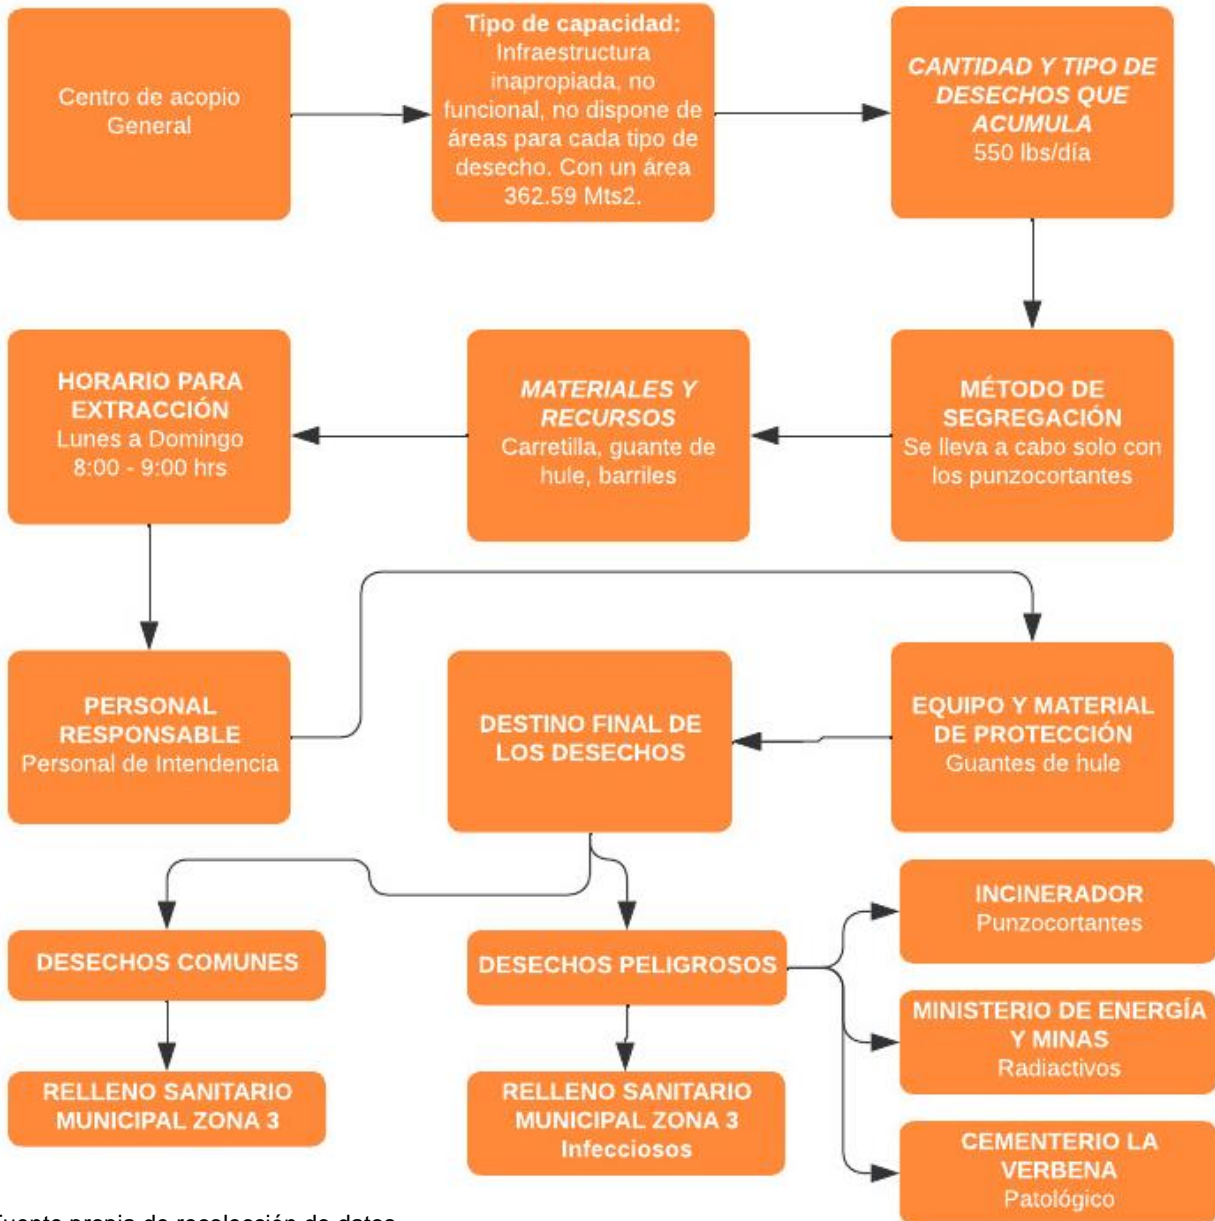 Centro de acopio
General
Tipo de capacidad:
Infraestructura
inapropiada, no
funcional, no dispone de
áreas para cada tipo de
desecho. Con un área
362.59 Mts2.
CANTIDAD Y TIPO DE
DESECHOS QUE
ACUMULA
550 lbs/día
MÉTODO DE
SEGREGACIÓN
Se lleva a cabo solo con
los punzocortantes
MATERIALES Y
RECURSOS
Carretilla, guante de
hule, barriles
HORARIO PARA
EXTRACCIÓN
Lunes a Domingo
8:00 - 9:00 hrs
PERSONAL
RESPONSABLE
Personal de Intendencia
EQUIPO Y MATERIAL
DE PROTECCIÓN
Guantes de hule
DESTINO FINAL DE
LOS DESECHOS
DESECHOS COMUNES
RELLENO SANITARIO
MUNICIPAL ZONA 3
DESECHOS PELIGROSOS
RELLENO SANITARIO
MUNICIPAL ZONA 3
Infecciosos
INCINERADOR
Punzocortantes
MINISTERIO DE ENERGÍA
Y MINAS
Radiactivos
CEMENTERIO LA
VERBENA
Patológico
propia de recolección de datos